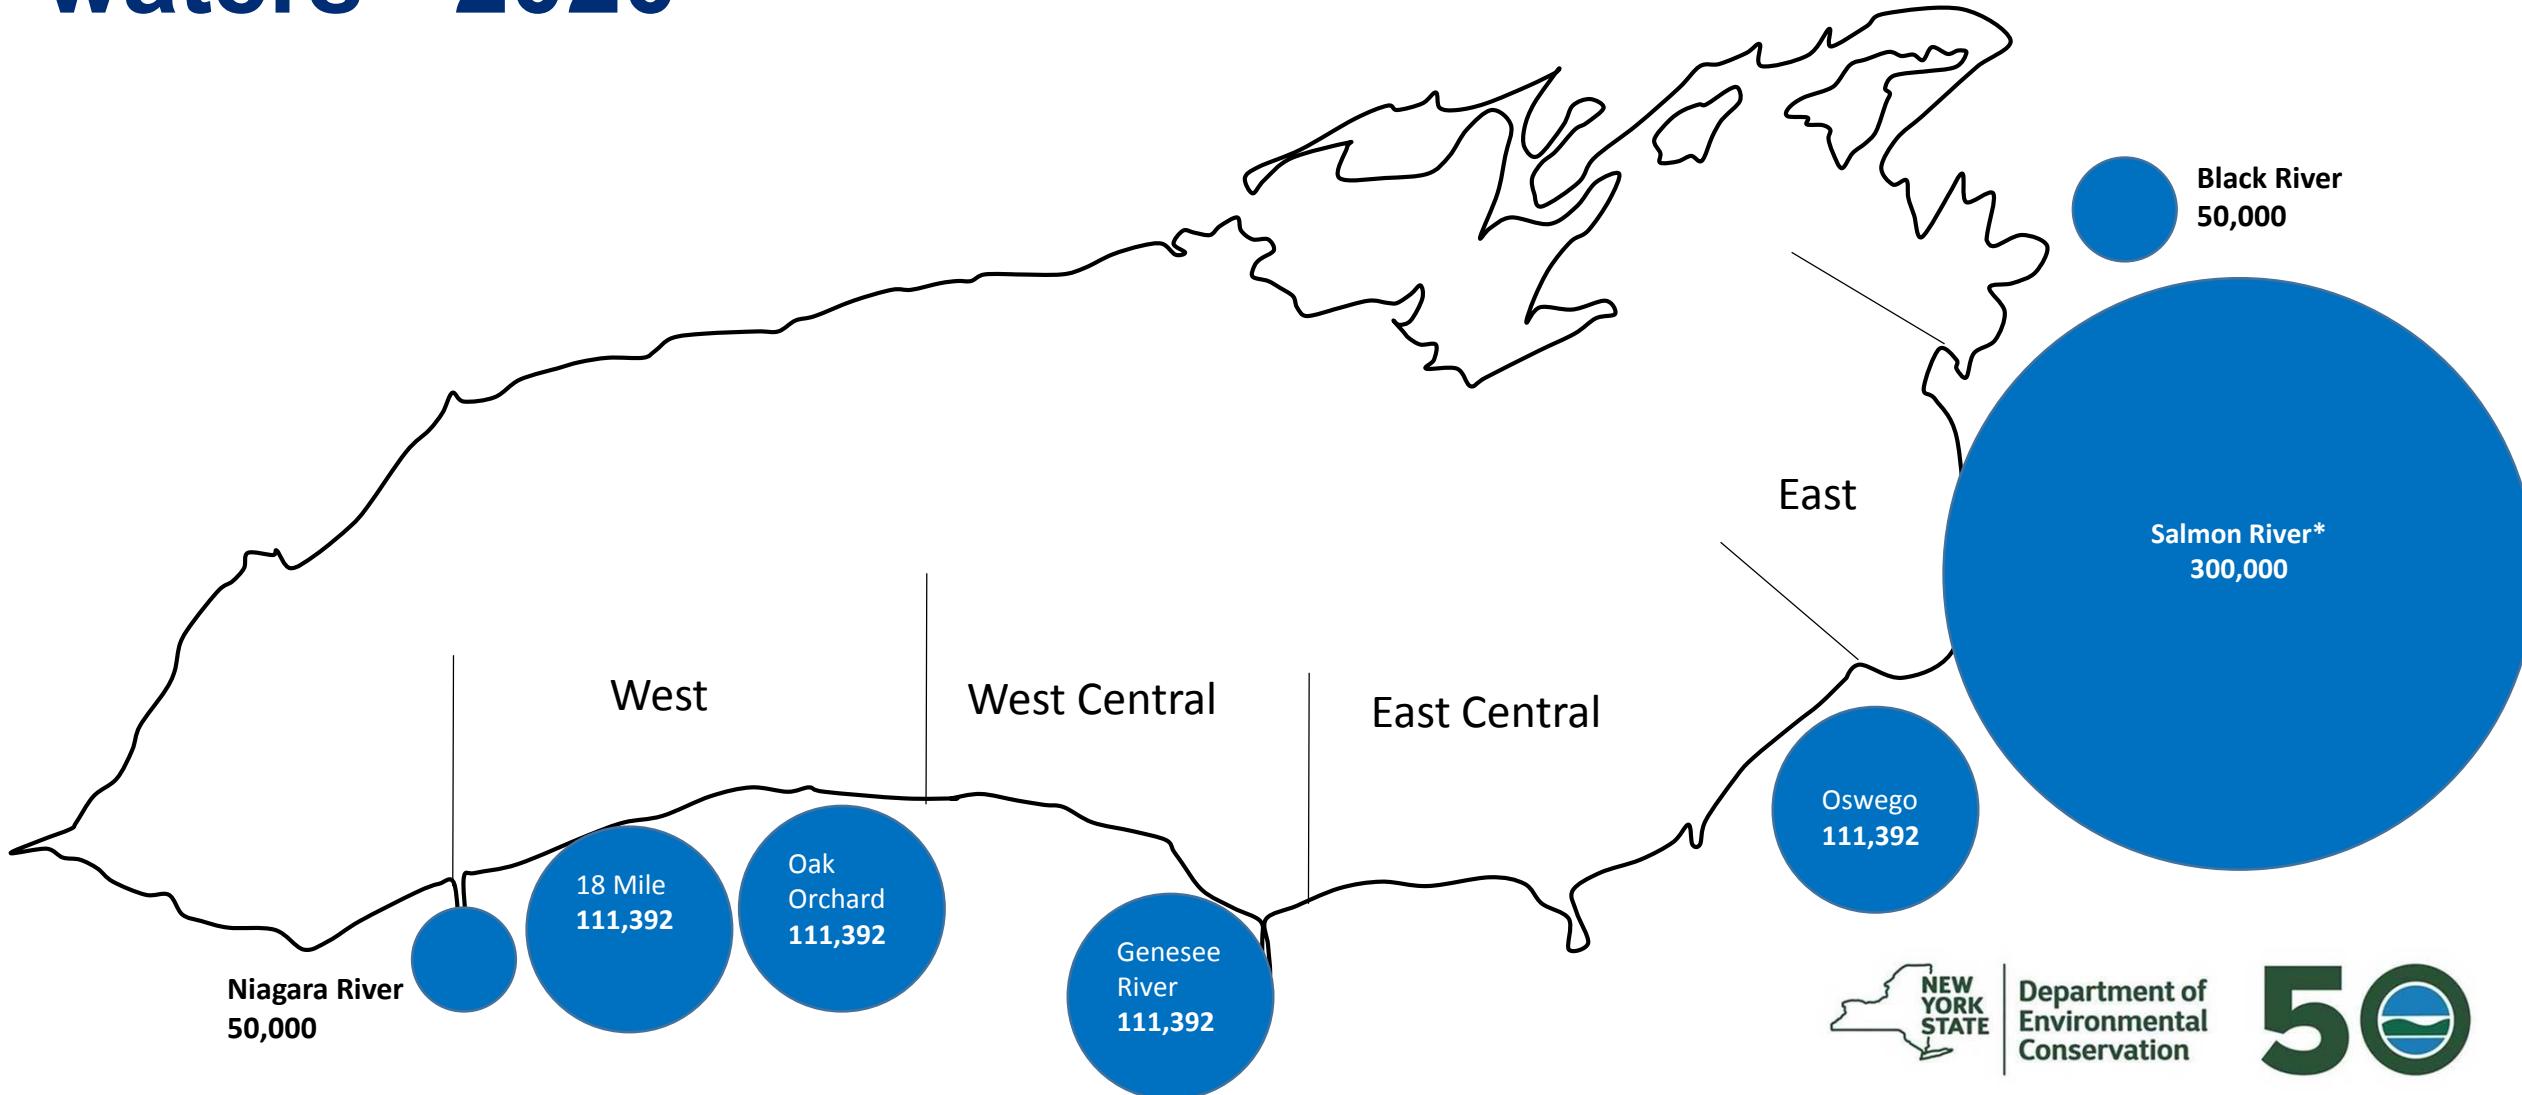 waters - 2020
Black River
50,000
East
Salmon River*
300,000
West
West Central
East Central
Oswego
111,392
18 Mile
111,392
Oak
Orchard
111,392
Genesee
River
111,392
Niagara River
50,000
NEW
YORK
STATE
Department of
Environmental
Conservation
50